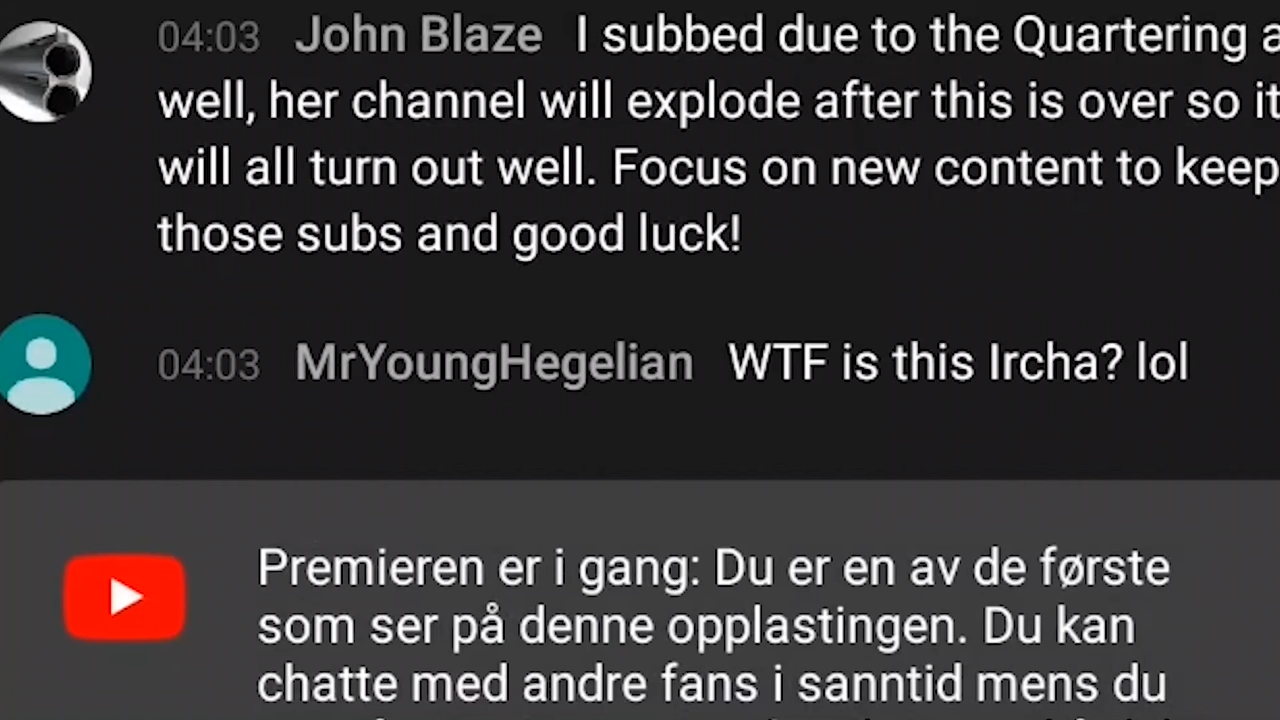 04:03 John Blaze I subbed due to the Quartering a
well, her channel will explode after this is over so it
will all turn out well. Focus on new content to keep
those subs and good luck!
04:03 MrYoungHegelian WTF is this Ircha? lol
Premieren er i gang: Du er en av de første
som ser på denne opplastingen. Du kan
chatte med andre fans i sanntid mens du